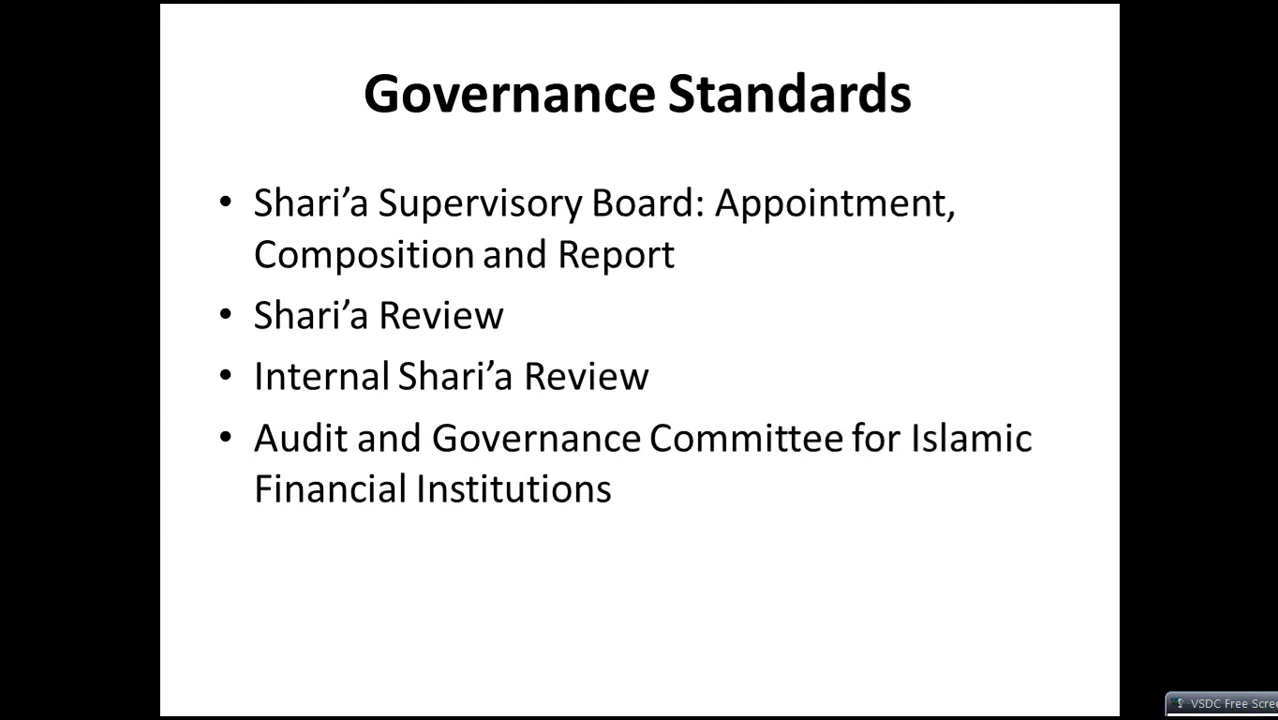 Governance Standards
• Shari’a Supervisory Board: Appointment,
Composition and Report
• Shari’a Review
• Internal Shari’a Review
• Audit and Governance Committee for Islamic
Financial Institutions
VSDC Free Scre